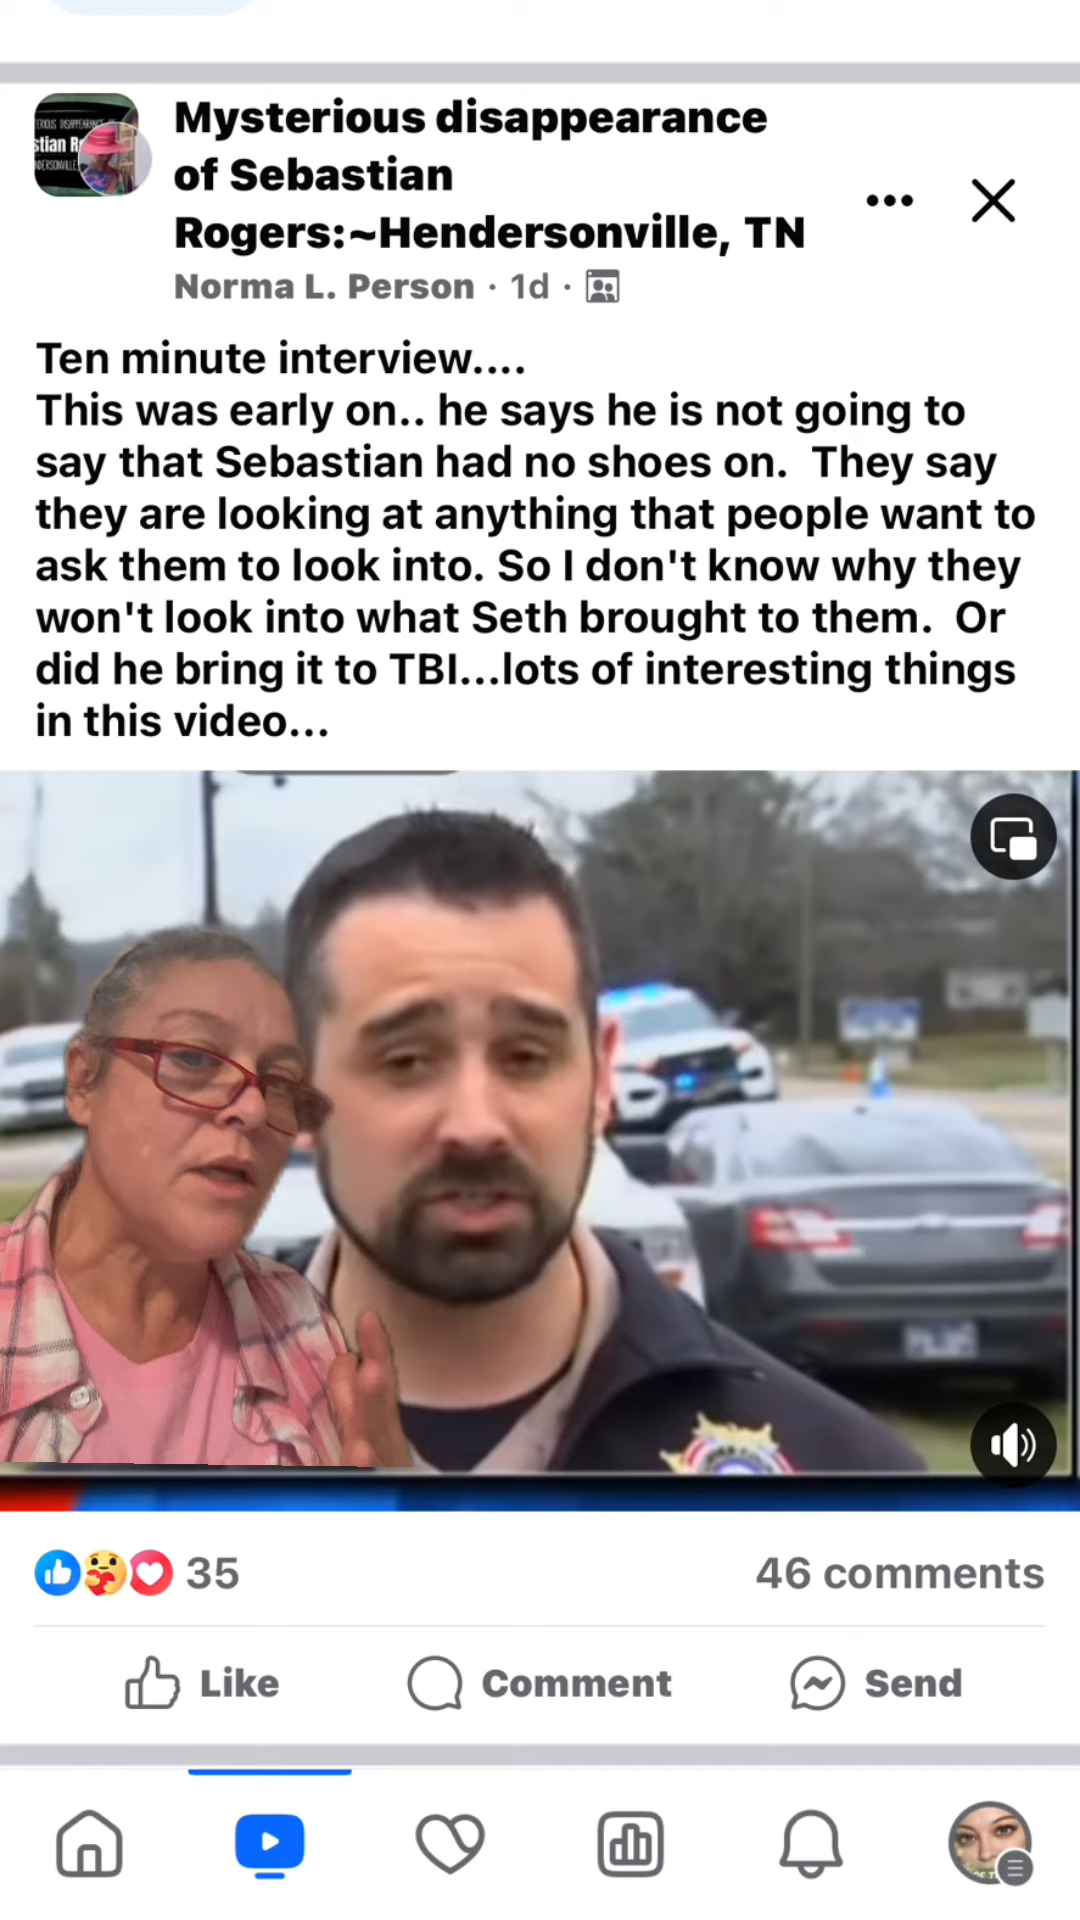 Mysterious disappearance
of Sebastian
Rogers:~Hendersonville, TN
Norma L. Person · 1d ·
Ten minute interview....
This was early on.. he says he is not going to
say that Sebastian had no shoes on.  They say
they are looking at anything that people want to
ask them to look into. So I don't know why they
won't look into what Seth brought to them.  Or
did he bring it to TBI...lots of interesting things
in this video...
35
46 comments
Like
Comment
Send